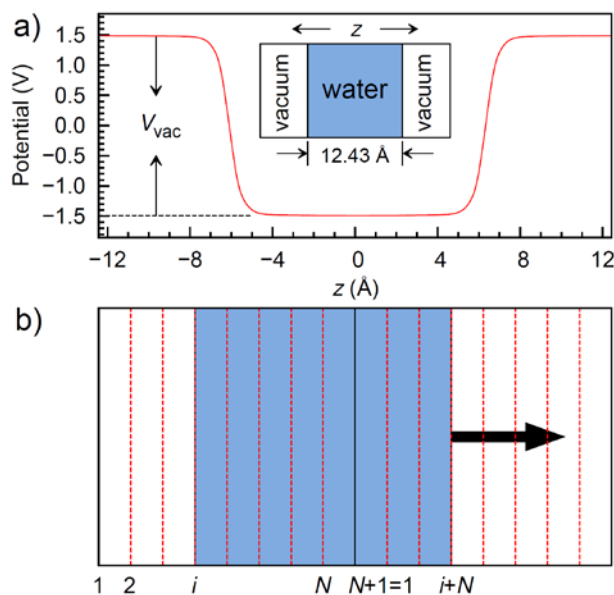 a)
Potential (V)
1.5
1.0
0.5
0.0
−0.5
−1.0
−1.5
Vvac
z
vacuum
water
vacuum
12.43 Å
−12
−8
−4
0
4
8
12
z (Å)
b)
1
2
i
N
N+1=1
i+N